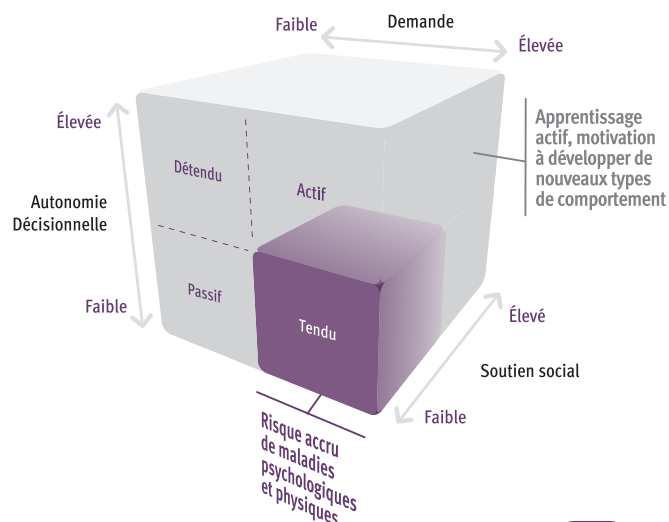 Demande
Faible
Élevée
Élevée
Apprentissage
actif, motivation
à développer de
nouveaux types
de comportement
Détendu
Actif
Autonomie
Décisionnelle
Passif
Faible
Tendu
Élevé
Soutien social
Faible
Risque accru
de maladies
psychologiques
et physiques